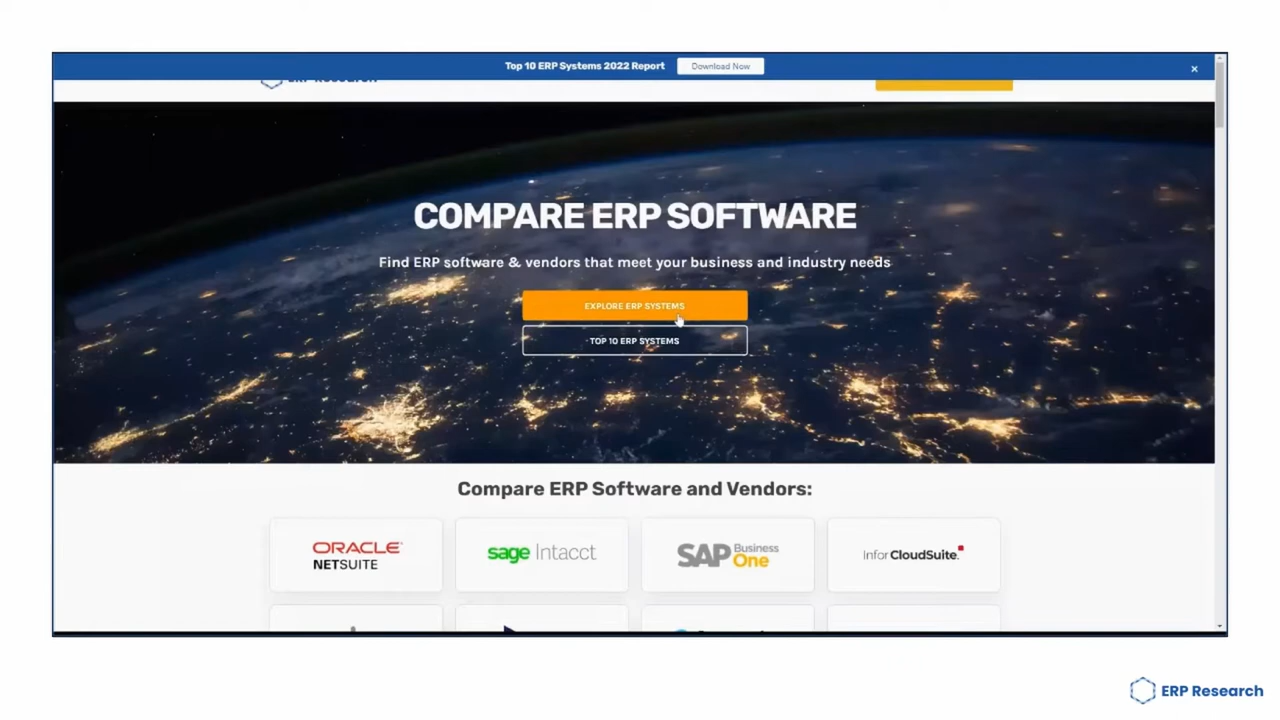 Top 10 ERP Systems 2022 Report Download Now ×
COMPARE ERP SOFTWARE
Find ERP software & vendors that meet your business and industry needs
EXPLORE ERP SYSTEMS
TOP 10 ERP SYSTEMS
Compare ERP Software and Vendors:
ORACLE
NETSUITE
sage Intacct
SAP Business One
Infor CloudSuite
ERP Research